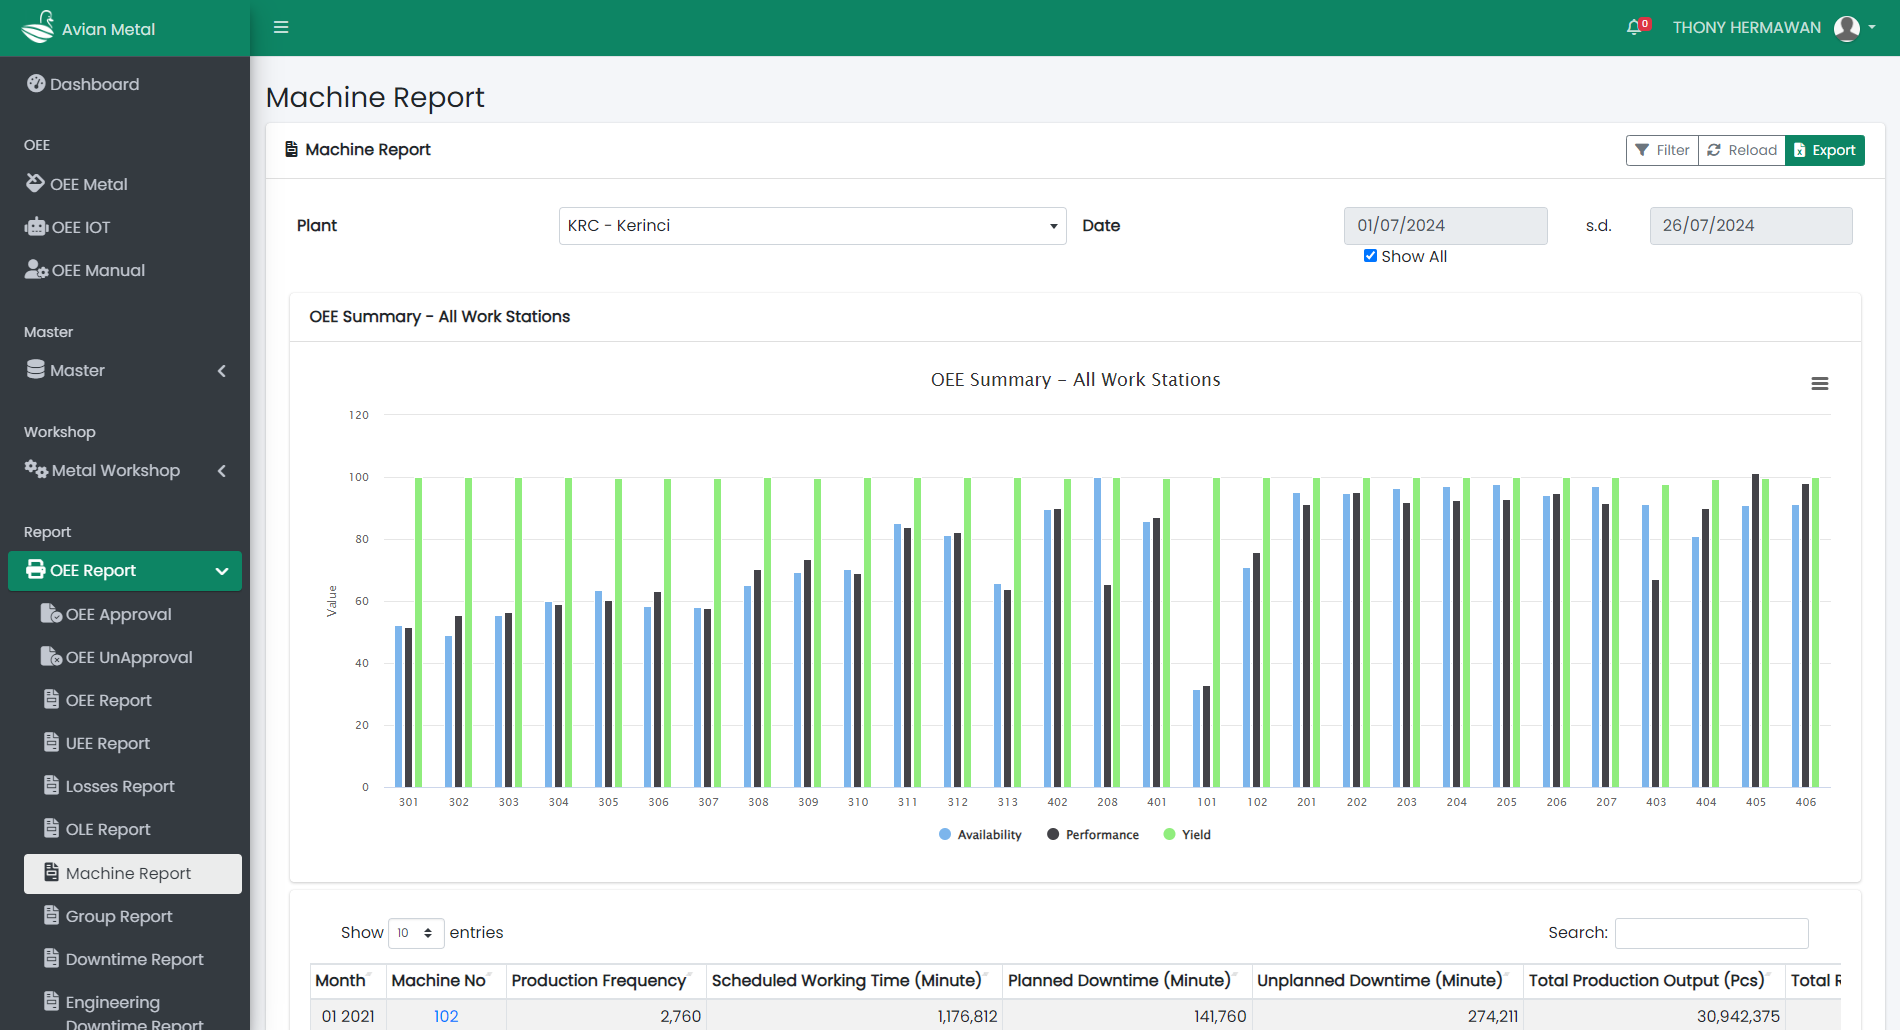 Avian Metal
0
THONY HERMAWAN
Dashboard
OEE
OEE Metal
OEE IOT
OEE Manual
Master
Master
Workshop
Metal Workshop
Report
OEE Report
OEE Approval
OEE UnApproval
OEE Report
UEE Report
Losses Report
OLE Report
Machine Report
Group Report
Downtime Report
Engineering
Downtime Report
Machine Report
Machine Report
Filter
Reload
Export
Plant
KRC - Kerinci
Date
01/07/2024
s.d.
26/07/2024
Show All
OEE Summary - All Work Stations
OEE Summary - All Work Stations
Value
120
100
80
60
40
20
0
301 302 303 304 305 306 307 308 309 310 311 312 313 402 208 401 101 102 201 202 203 204 205 206 207 403 404 405 406
Availability Performance Yield
Show 10 entries
Search:
Month Machine No Production Frequency Scheduled Working Time (Minute) Planned Downtime (Minute) Unplanned Downtime (Minute) Total Production Output (Pcs) Total R
01 2021 102 2,760 1,176,812 141,760 274,211 30,942,375